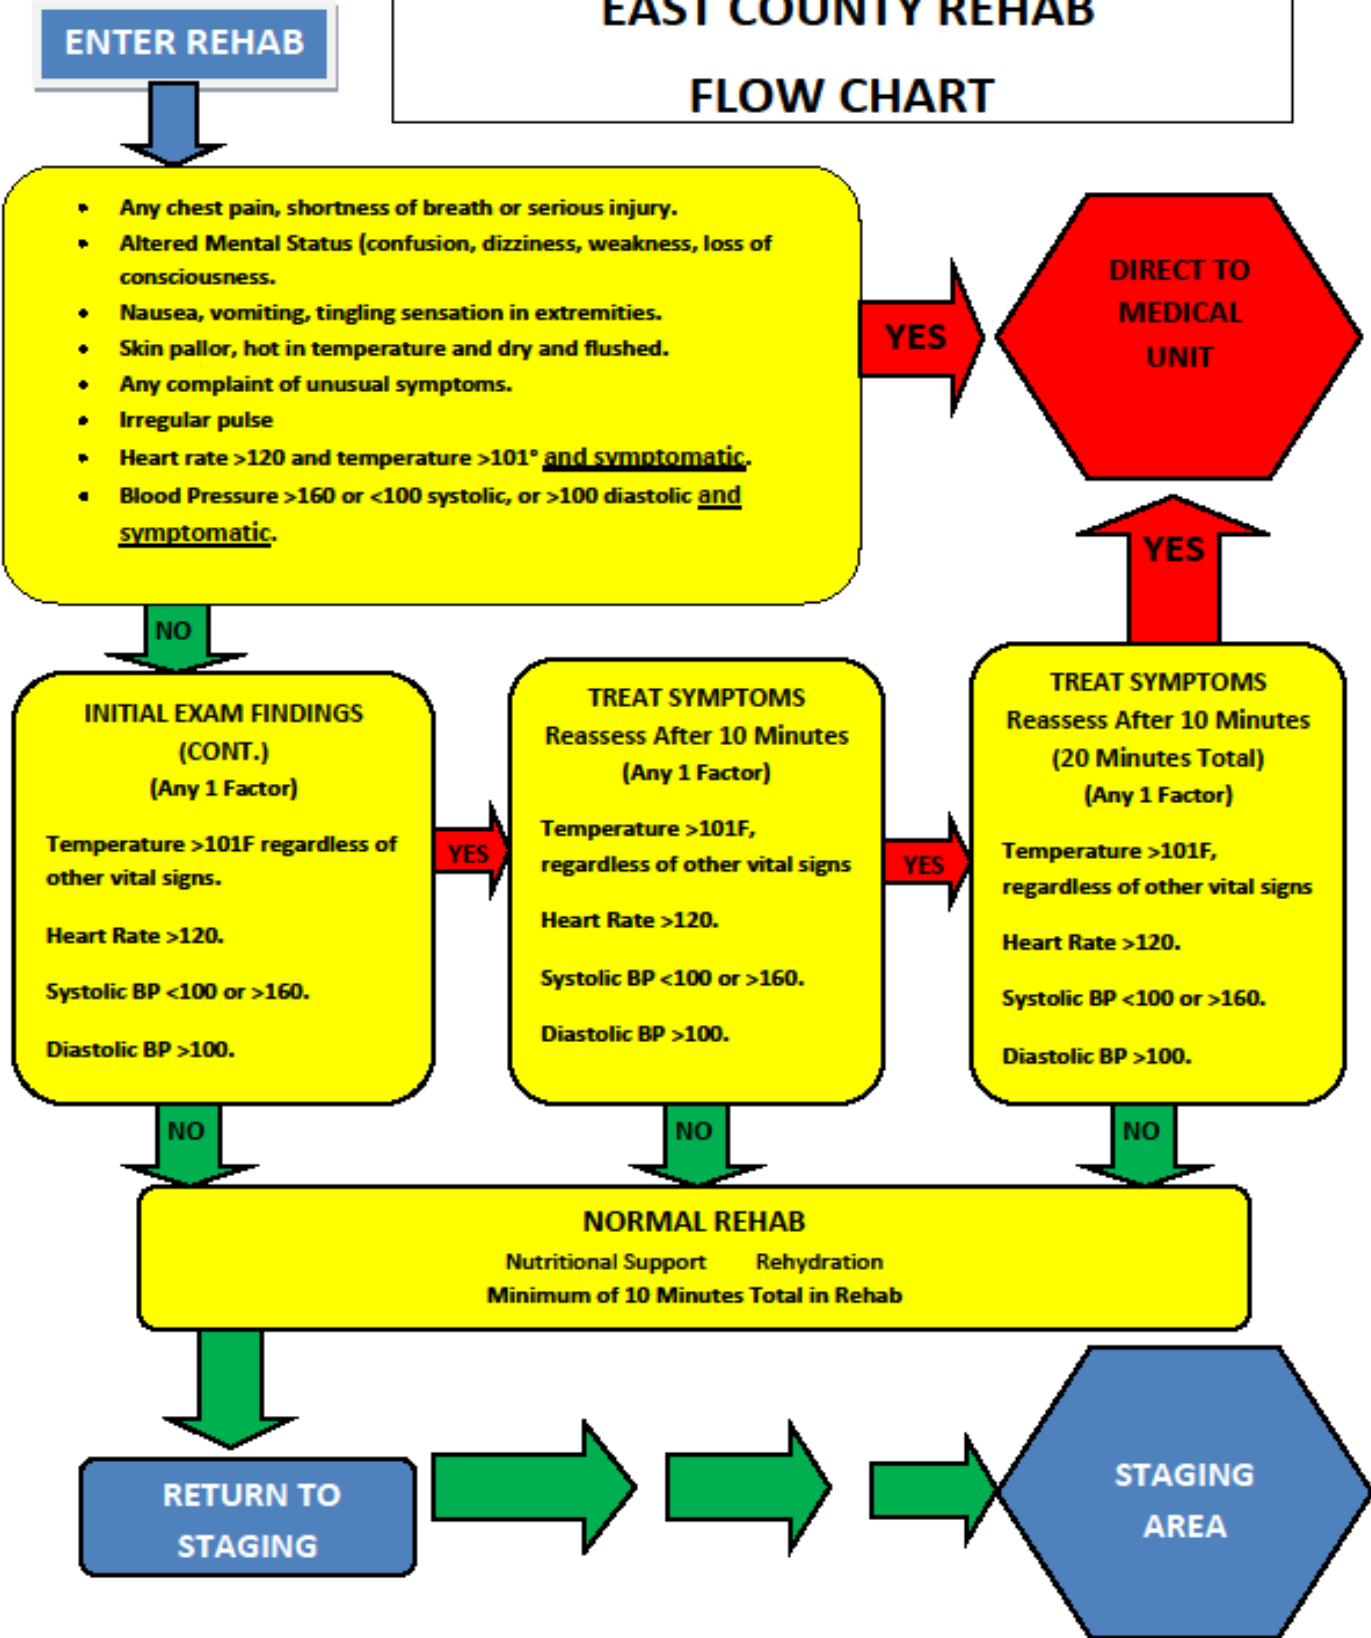 EAST COUNTY REHAB
FLOW CHART
ENTER REHAB
• Any chest pain, shortness of breath or serious injury.
• Altered Mental Status (confusion, dizziness, weakness, loss of
consciousness.
• Nausea, vomiting, tingling sensation in extremities.
• Skin pallor, hot in temperature and dry and flushed.
• Any complaint of unusual symptoms.
• Irregular pulse
• Heart rate >120 and temperature >101° and symptomatic.
• Blood Pressure >160 or <100 systolic, or >100 diastolic and
symptomatic.
YES
DIRECT TO
MEDICAL
UNIT
YES
NO
INITIAL EXAM FINDINGS
(CONT.)
(Any 1 Factor)
Temperature >101F regardless of
other vital signs.
Heart Rate >120.
Systolic BP <100 or >160.
Diastolic BP >100.
YES
TREAT SYMPTOMS
Reassess After 10 Minutes
(Any 1 Factor)
Temperature >101F,
regardless of other vital signs
Heart Rate >120.
Systolic BP <100 or >160.
Diastolic BP >100.
YES
TREAT SYMPTOMS
Reassess After 10 Minutes
(20 Minutes Total)
(Any 1 Factor)
Temperature >101F,
regardless of other vital signs
Heart Rate >120.
Systolic BP <100 or >160.
Diastolic BP >100.
NO
NO
NO
NORMAL REHAB
Nutritional Support Rehydration
Minimum of 10 Minutes Total in Rehab
RETURN TO
STAGING
STAGING
AREA